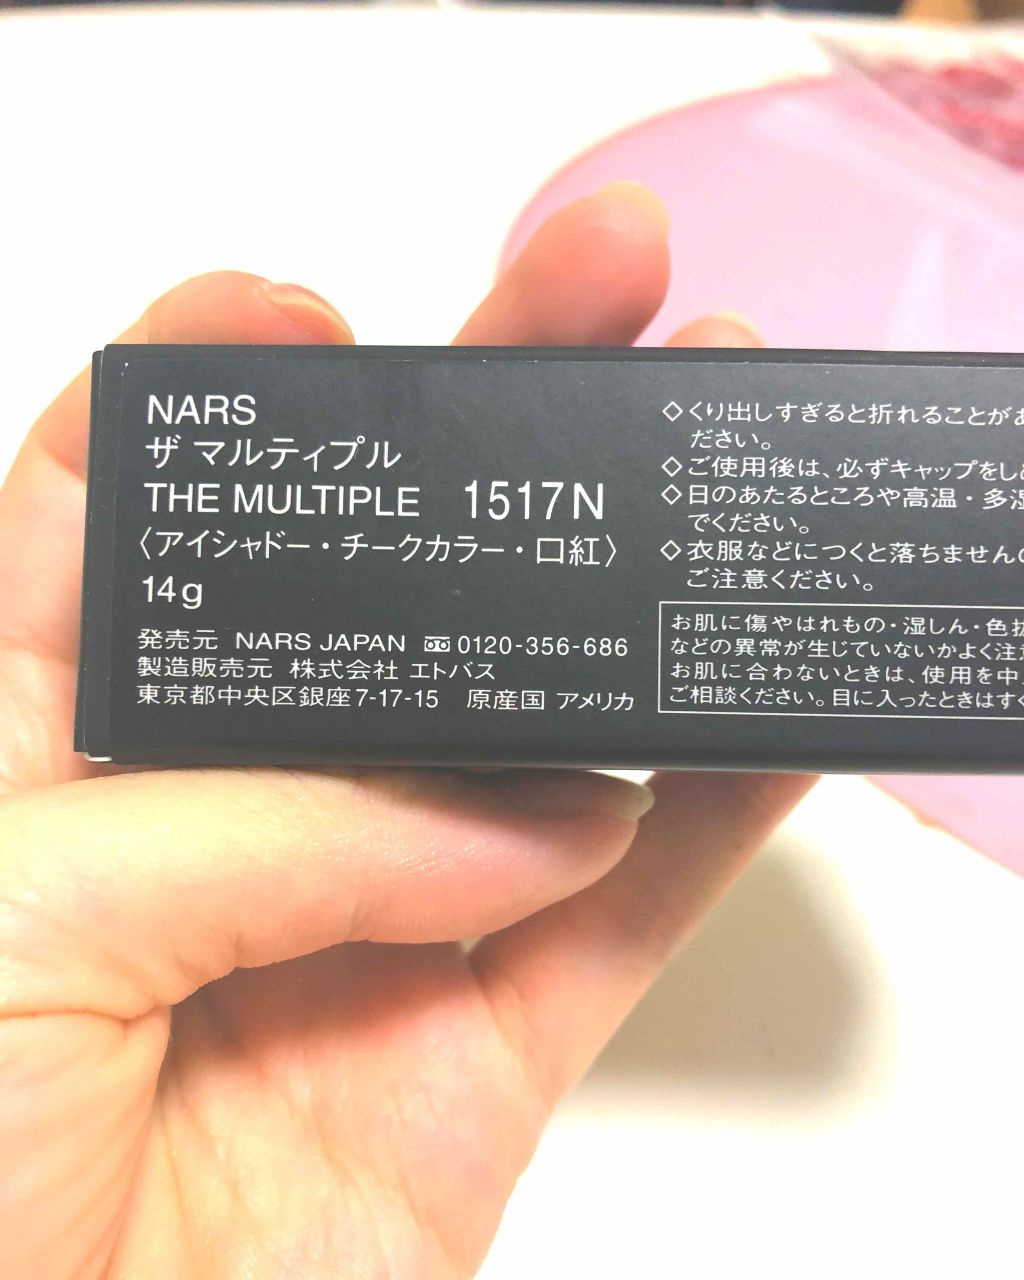 NARS
ザ マルティプル
THE MULTIPLE 1517N
〈アイシャドー・チークカラー・口紅〉
14g
発売元 NARS JAPAN 0120-356-686
製造販売元 株式会社 エトバス
東京都中央区銀座7-17-15 原産国 アメリカ
◇くり出しすぎると折れることがあ
ださい。
◇ご使用後は、必ずキャップをし
◇日のあたるところや高温・多湿
でください。
◇衣服などにつくと落ちません
ご注意ください。
お肌に傷やはれもの・湿しん・色
などの異常が生じていないかよく注
お肌に合わないときは、使用を中
ご相談ください。目に入ったときはす